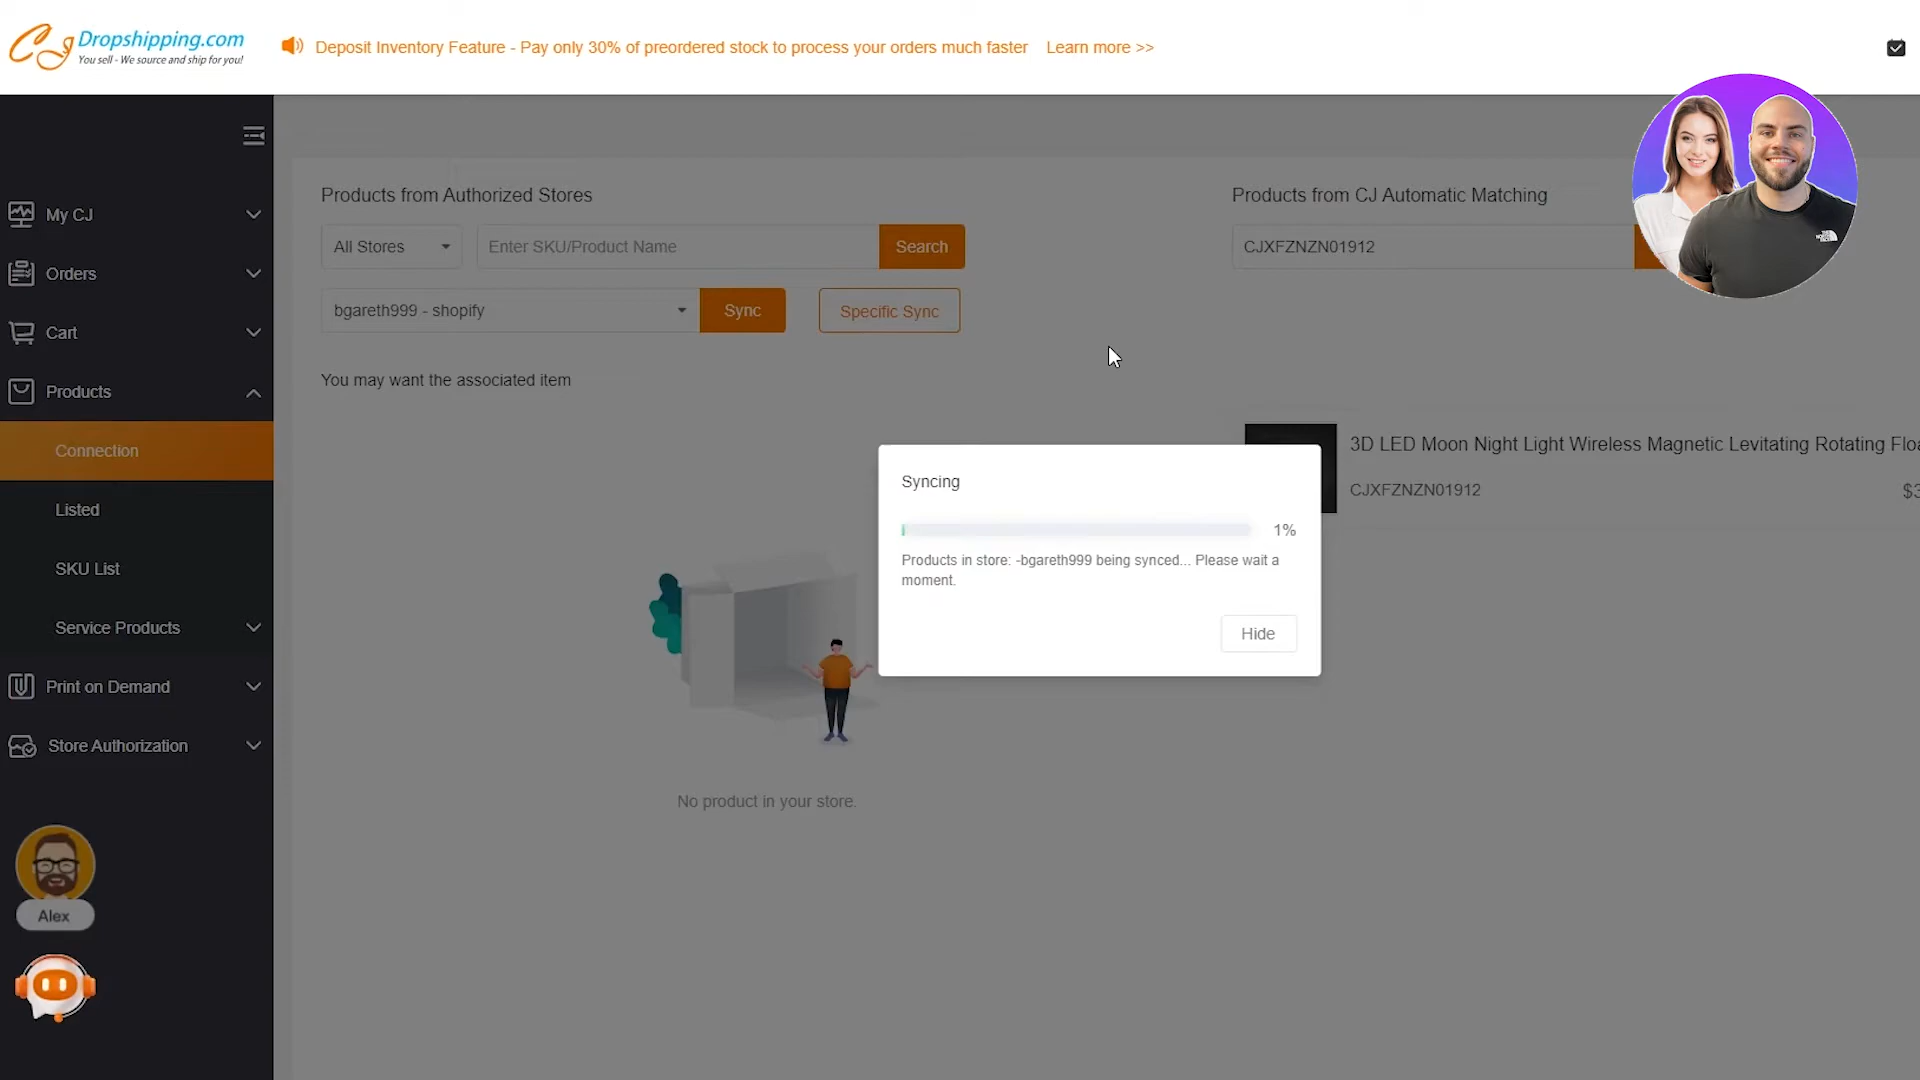 Dropshipping.com
You sell - We source and ship for you!
Deposit Inventory Feature - Pay only 30% of preordered stock to process your orders much faster Learn more >>
My CJ
Orders
Cart
Products
Connection
Listed
SKU List
Service Products
Print on Demand
Store Authorization
Alex
Products from Authorized Stores
All Stores
Enter SKU/Product Name
Search
bgareth999 - shopify
Sync
Specific Sync
You may want the associated item
No product in your store.
Products from CJ Automatic Matching
CJXFZNZN01912
3D LED Moon Night Light Wireless Magnetic Levitating Rotating Floa
CJXFZNZN01912
$3
Syncing
1%
Products in store: -bgareth999 being synced... Please wait a
moment.
Hide